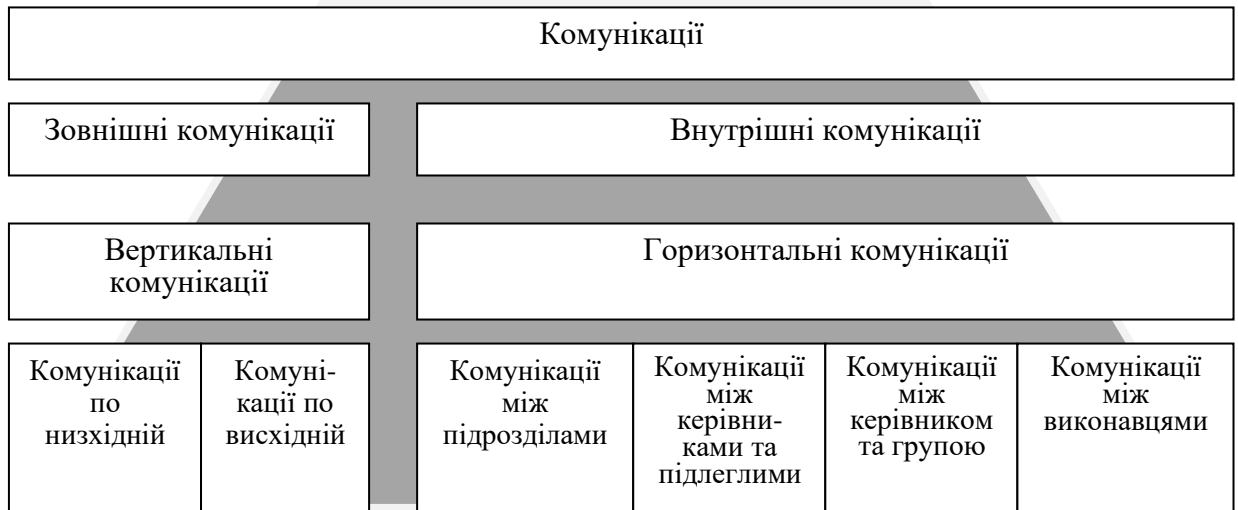 Комунікації
Зовнішні комунікації
Внутрішні комунікації
Вертикальні
комунікації
Горизонтальні комунікації
Комунікації
по
низхідній
Комуні-
кації по
висхідній
Комунікації
між
підрозділами
Комунікації
між
керівни-
ками та
підлеглими
Комунікації
між
керівником
та групою
Комунікації
між
виконавцями